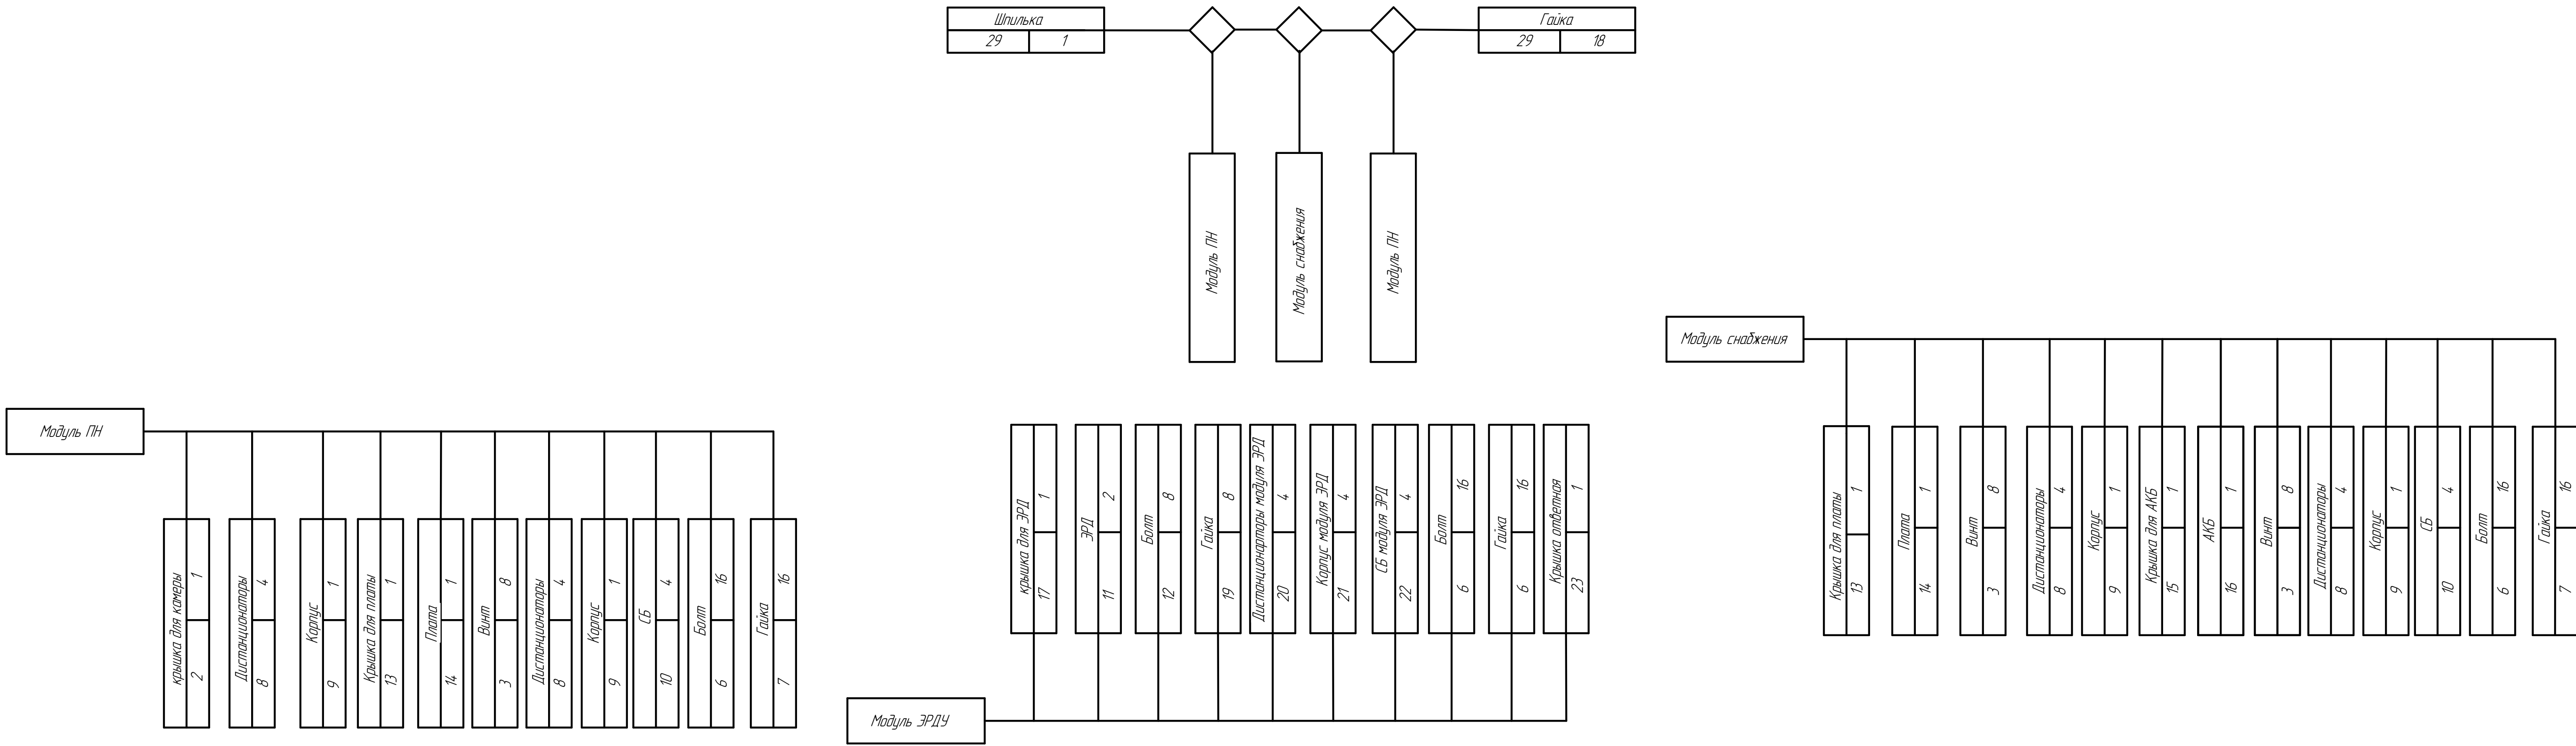 Шпилька
29 1
Гайка
29 18
Модуль ПН
Модуль снабжения
Модуль ПН
Модуль ПН
крышка для камеры
2 1
Дистанционаторы
8 4
Корпус
9 1
Крышка для платы
13 1
Плата
14 1
Винт
3 8
Дистанционаторы
8 4
Корпус
9 1
СБ
10 4
Болт
6 16
Гайка
7 16
Модуль ЭРДУ
крышка для ЭРД
17 1
ЭРД
11 2
Болт
12 8
Гайка
19 8
Дистанционартоы модуля ЭРД
20 4
Корпус модуля ЭРД
21 4
СБ модуля ЭРД
22 4
Болт
6 16
Гайка
6 16
Крышка ответная
23 1
Модуль снабжения
Крышка для платы
13 1
Плата
14 1
Винт
3 8
Дистанционаторы
8 4
Корпус
9 1
Крышка для АКБ
15 1
АКБ
16 1
Винт
3 8
Дистанционаторы
8 4
Корпус
9 1
СБ
10 4
Болт
6 16
Гайка
7 16